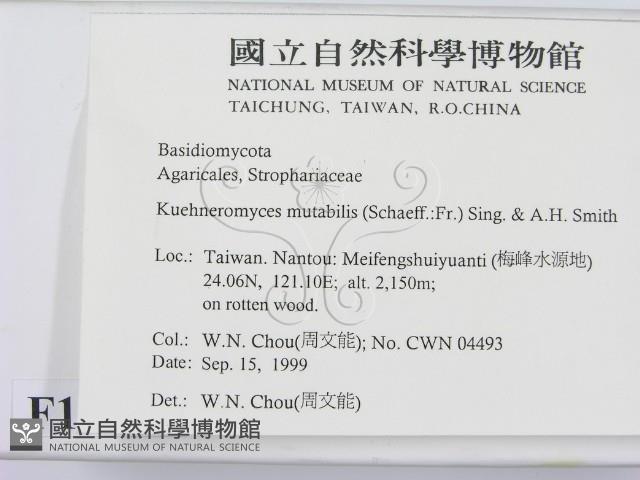 國立自然科學博物館
NATIONAL MUSEUM OF NATURAL SCIENCE
TAICHUNG, TAIWAN, R.O.CHINA
Basidiomycota
Agaricales, Strophariaceae
Kuehneromyces mutabilis (Schaeff.:Fr.) Sing. & A.H. Smith
Loc.: Taiwan. Nantou: Meifengshuiyuanti (梅峰水源地)
24.06N, 121.10E; alt. 2,150m;
on rotten wood.
Col.: W.N. Chou(周文能); No. CWN 04493
Date: Sep. 15, 1999
Det.: W.N. Chou(周文能)
國立自然科學博物館
NATIONAL MUSEUM OF NATURAL SCIENCE